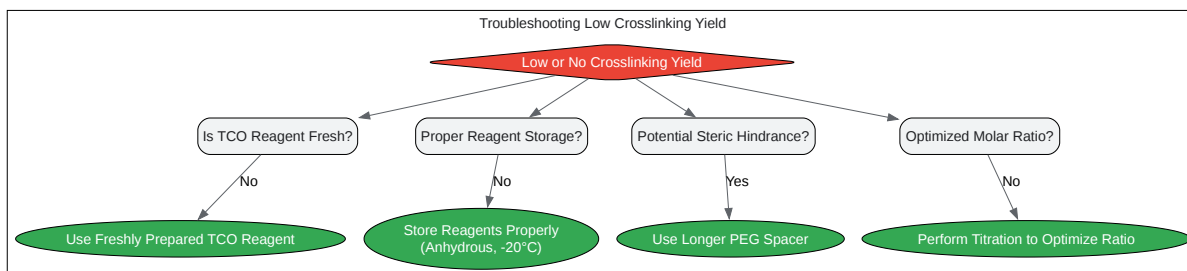 Troubleshooting Low Crosslinking Yield
Low or No Crosslinking Yield
Is TCO Reagent Fresh?
Proper Reagent Storage?
Potential Steric Hindrance?
Optimized Molar Ratio?
No
No
Yes
No
Use Freshly Prepared TCO Reagent
Store Reagents Properly
(Anhydrous, -20°C)
Use Longer PEG Spacer
Perform Titration to Optimize Ratio